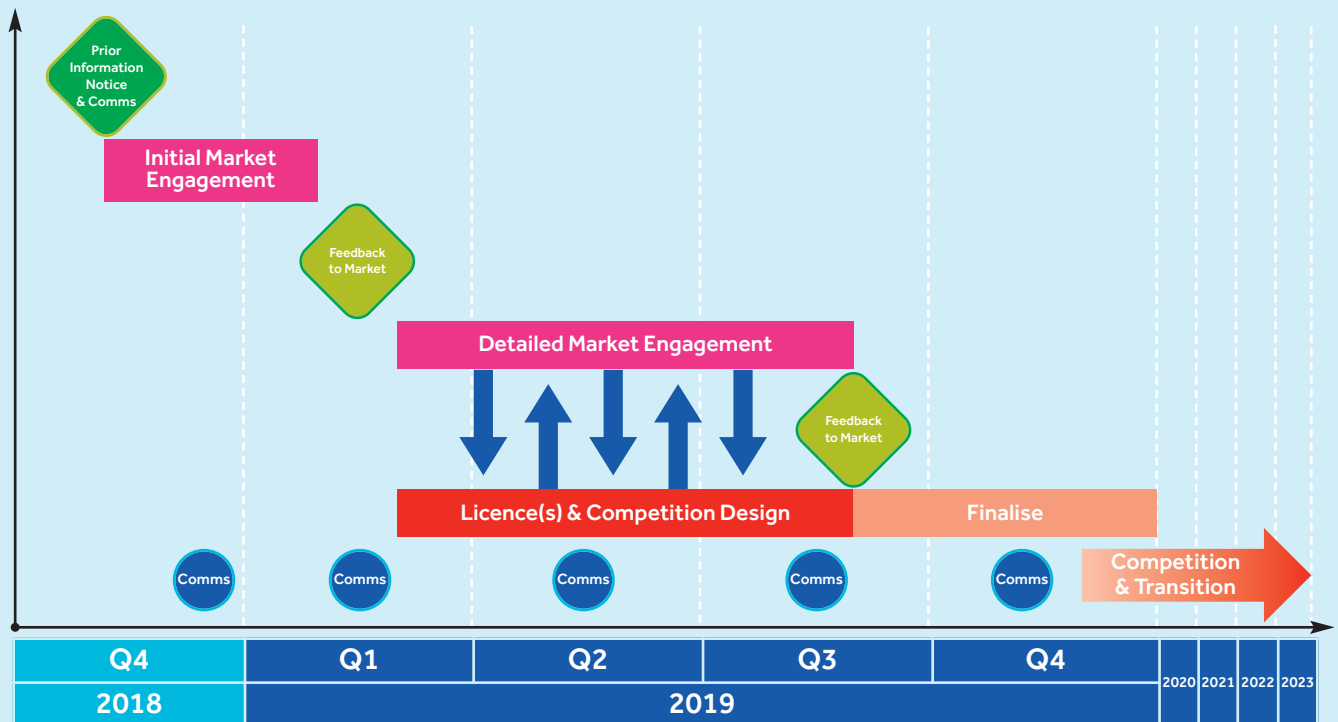 Prior
Information
Notice
& Comms
Initial Market
Engagement
Feedback
to Market
Detailed Market Engagement
Feedback
to Market
Licence(s) & Competition Design
Finalise
Comms
Comms
Comms
Comms
Comms
Competition
& Transition
Q4
Q1
Q2
Q3
Q4
2018
2019
2020
2021
2022
2023